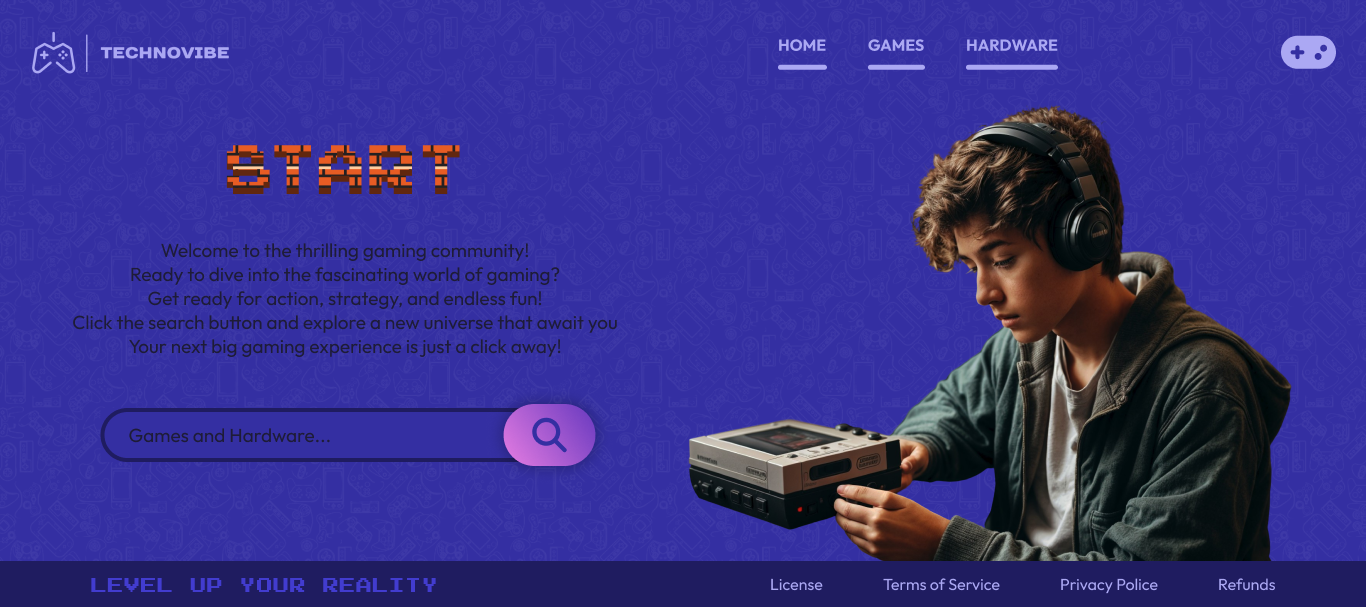 TECHNOVIBE
HOME GAMES HARDWARE
START
Welcome to the thrilling gaming community!
Ready to dive into the fascinating world of gaming?
Get ready for action, strategy, and endless fun!
Click the search button and explore a new universe that await you
Your next big gaming experience is just a click away!
Games and Hardware...
LEVEL UP YOUR REALITY
License Terms of Service Privacy Policy Refunds